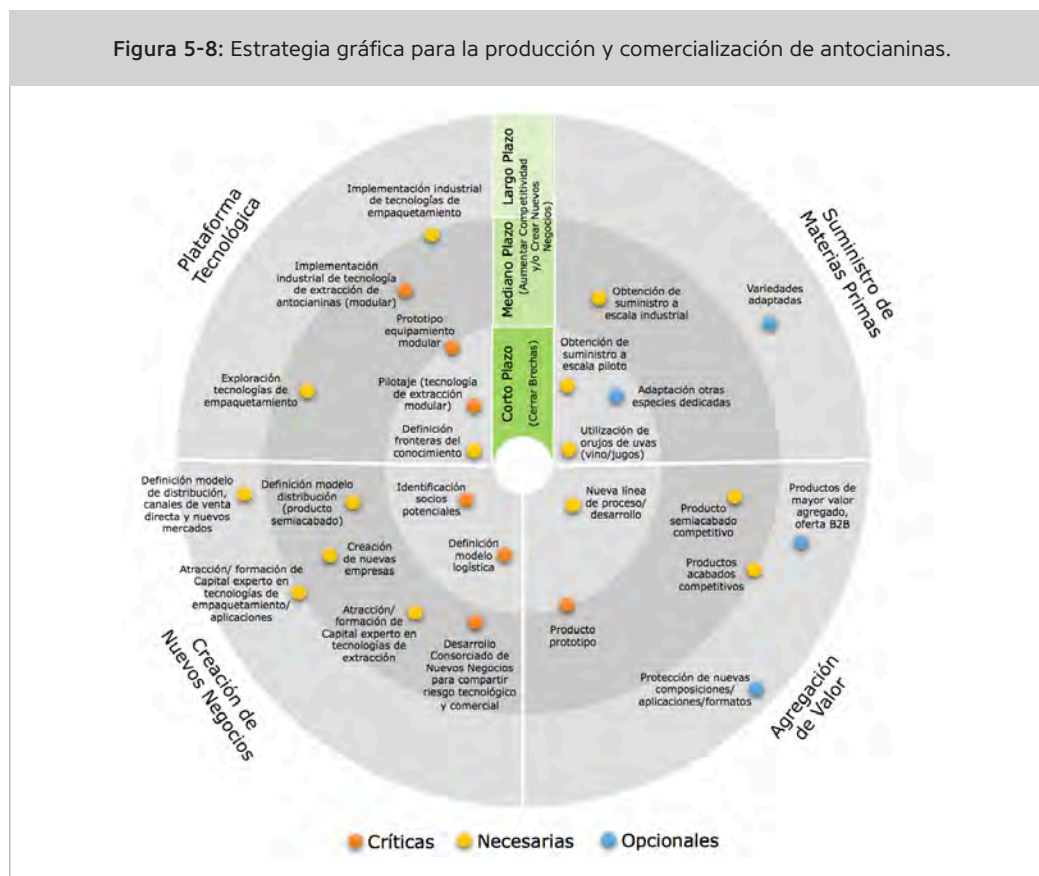 Figura 5-8: Estrategia gráfica para la producción y comercialización de antocianinas.
Plataforma
Tecnológica
Implementación industrial
de tecnologías de
empaquetamiento
Implementación
industrial de tecnología
de extracción de
antocianinas (modular)
Prototipo
equipamiento
modular
Exploración
tecnologías de
empaquetamiento
Pilotaje (tecnología
de extracción
modular)
Definición
fronteras del
conocimiento
Largo Plazo
Mediano Plazo
(Aumentar Competitividad
y/o Crear Nuevos
Negocios)
Corto Plazo
(Cerrar Brechas)
Suministro de
Materias Primas
Obtención de
suministro a
escala industrial
Variedades
adaptadas
Obtención de
suministro a
escala piloto
Adaptación otras
especies dedicadas
Utilización de
orujos de uvas
(vino/jugos)
Definición modelo
de distribución,
canales de venta
directa y nuevos
mercados
Definición modelo
distribución
(producto
semiacabado)
Identificación
socios
potenciales
Creación
de nuevas
empresas
Definición
modelo
logística
Atracción/ formación de
Capital experto en
tecnologías de
empaquetamiento/
aplicaciones
Atracción/
formación de
Capital experto en
tecnologías de
extracción
Desarrollo
Consorciado de
Nuevos Negocios
para compartir
riesgo tecnológico
y comercial
Creación de
Nuevos Negocios
Nueva línea
de proceso/
desarrollo
Producto
semiacabado
competitivo
Productos de
mayor valor
agregado,
oferta B2B
Productos
acabados
competitivos
Producto
prototipo
Protección de nuevas
composiciones/
aplicaciones/formatos
Agregación
de Valor
Críticas
Necesarias
Opcionales